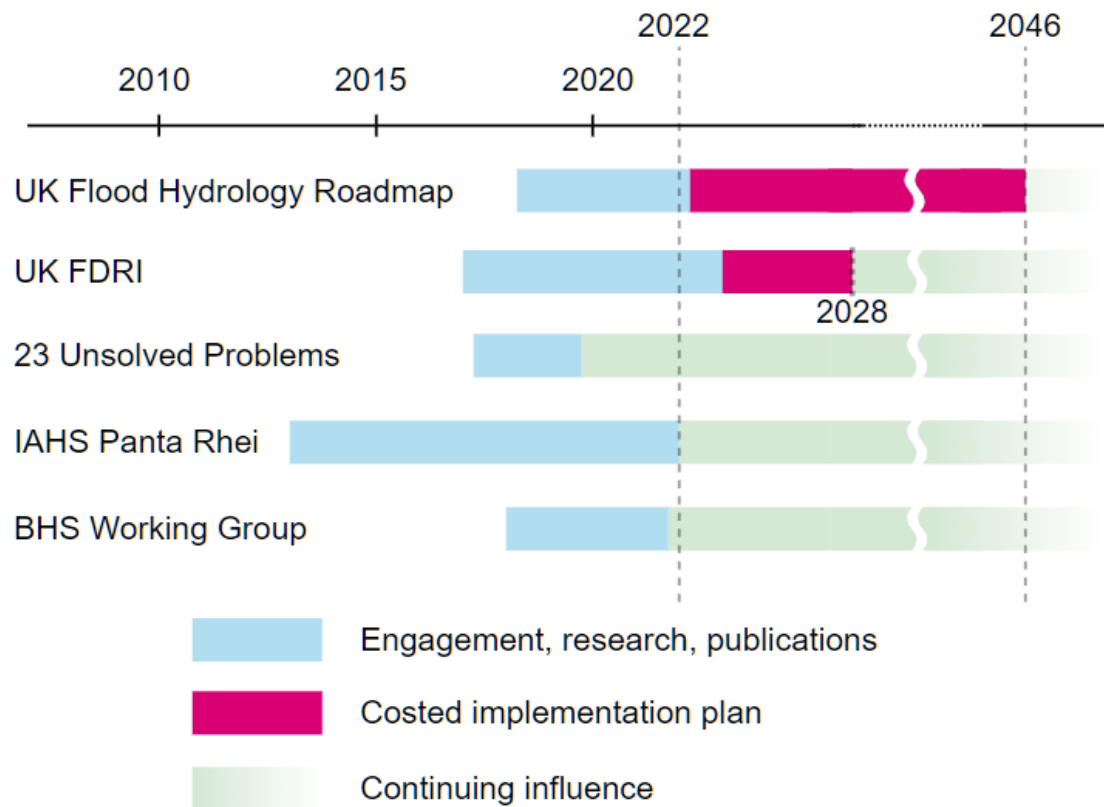 2022 2046
2010 2015 2020
UK Flood Hydrology Roadmap
UK FDRI
2028
23 Unsolved Problems
IAHS Panta Rhei
BHS Working Group
Engagement, research, publications
Costed implementation plan
Continuing influence